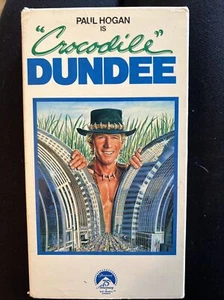 PAUL HOGAN
IS
"Crocodile"
DUNDEE